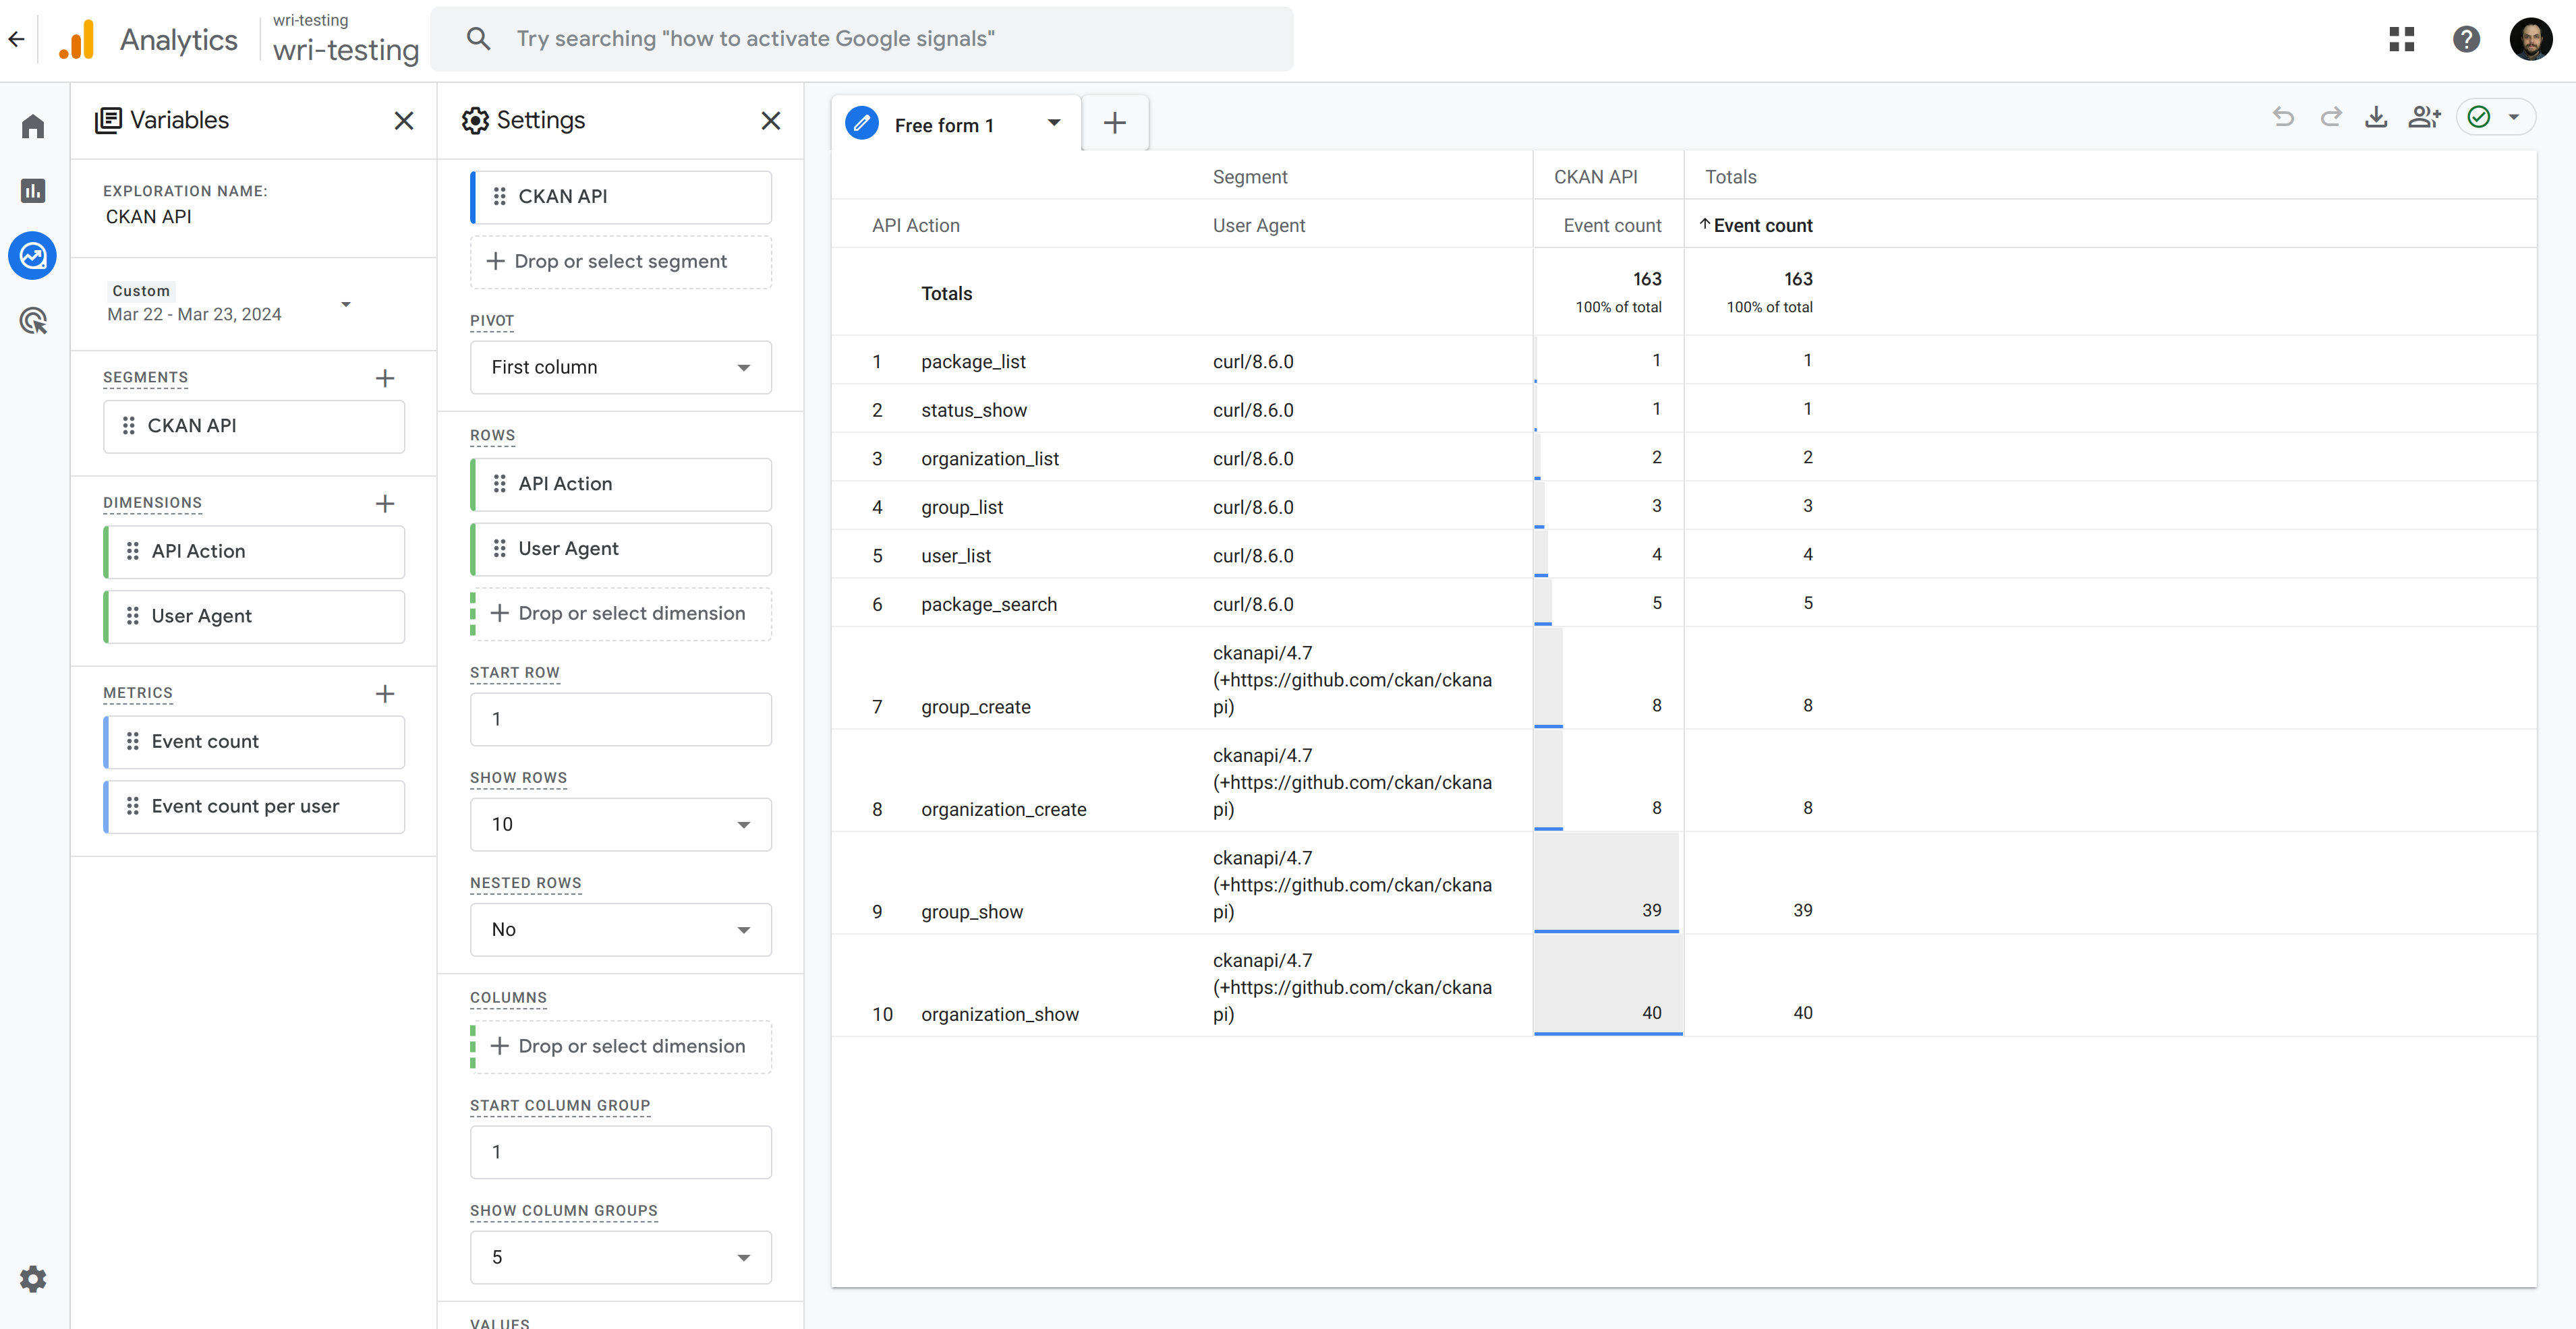 Analytics
wri-testing
wri-testing
Try searching "how to activate Google signals"
Variables
EXPLORATION NAME:
CKAN API
Custom
Mar 22 - Mar 23, 2024
SEGMENTS
CKAN API
DIMENSIONS
API Action
User Agent
METRICS
Event count
Event count per user
Settings
CKAN API
Drop or select segment
PIVOT
First column
ROWS
API Action
User Agent
Drop or select dimension
START ROW
1
SHOW ROWS
10
NESTED ROWS
No
COLUMNS
Drop or select dimension
START COLUMN GROUP
1
SHOW COLUMN GROUPS
5
VALUES
Free form 1
Segment CKAN API Totals
API Action User Agent Event count ↑ Event count
Totals 163 163
100% of total 100% of total
1 package_list curl/8.6.0 1 1
2 status_show curl/8.6.0 1 1
3 organization_list curl/8.6.0 2 2
4 group_list curl/8.6.0 3 3
5 user_list curl/8.6.0 4 4
6 package_search curl/8.6.0 5 5
ckanapi/4.7
(+https://github.com/ckan/ckana
7 group_create pi) 8 8
ckanapi/4.7
(+https://github.com/ckan/ckana
8 organization_create pi) 8 8
ckanapi/4.7
(+https://github.com/ckan/ckana
9 group_show pi) 39 39
ckanapi/4.7
(+https://github.com/ckan/ckana
10 organization_show pi) 40 40